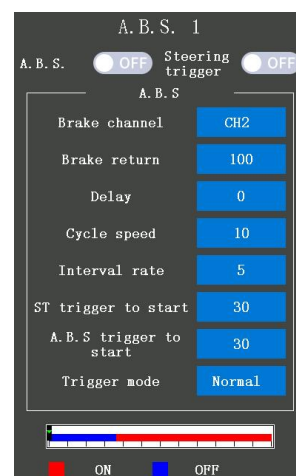 A.B.S. 1
A.B.S. OFF Steering trigger OFF
A.B.S
Brake channel CH2
Brake return 100
Delay 0
Cycle speed 10
Interval rate 5
ST trigger to start 30
A.B.S trigger to start 30
Trigger mode Normal
ON OFF